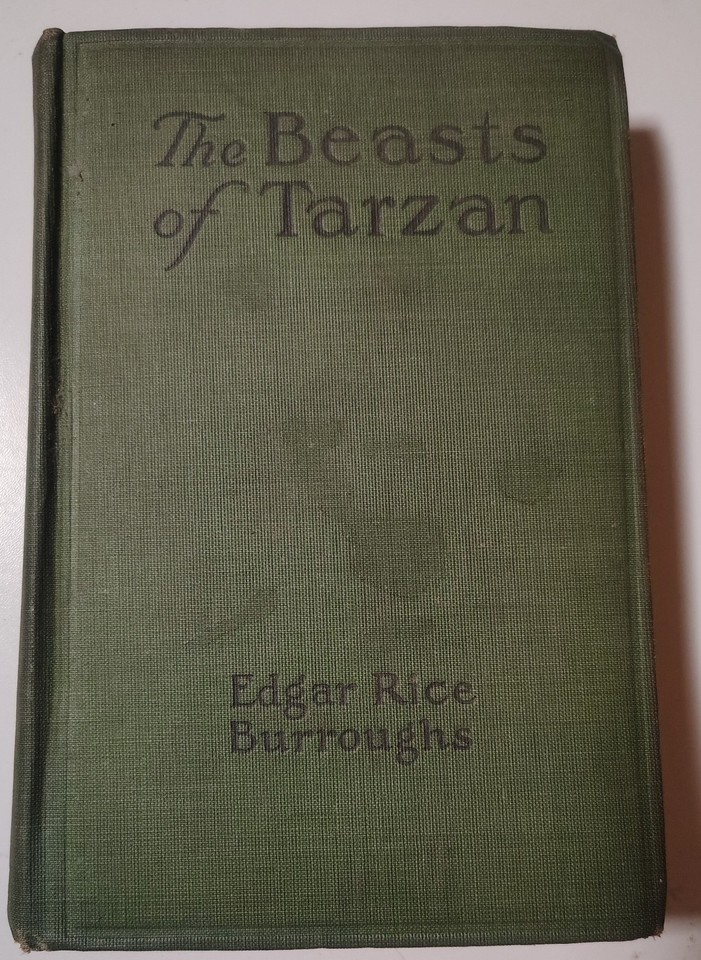 The Beasts
of Tarzan
Edgar Rice
Burroughs